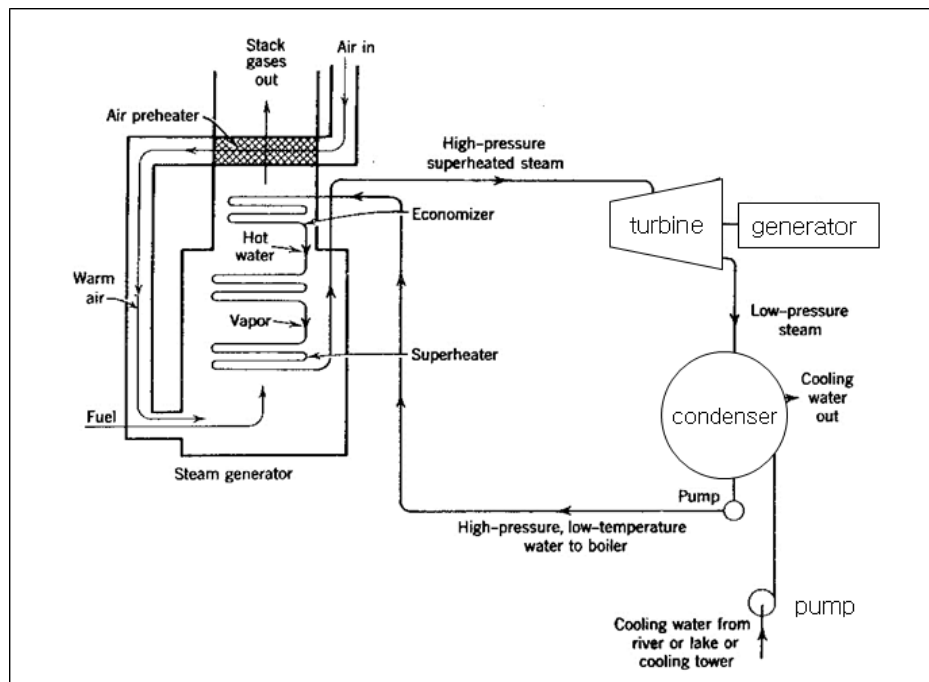 Stack
gases
out
Air in
Air preheater
High-pressure
superheated steam
Economizer
turbine
generator
Hot
water
Warm
air
Vapor
Low-pressure
steam
Superheater
Cooling
water
out
condenser
Fuel
Steam generator
Pump
High-pressure, low-temperature
water to boiler
pump
Cooling water from
river or lake or
cooling tower